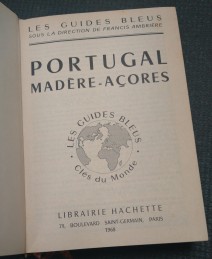 LES GUIDES BLEUS
SOUS LA DIRECTION DE FRANCIS AMBRIÈRE
PORTUGAL
MADÈRE-AÇORES
LES GUIDES BLEUS
Clés du Monde
LIBRAIRIE HACHETTE
79, BOULEVARD SAINT-GERMAIN, PARIS